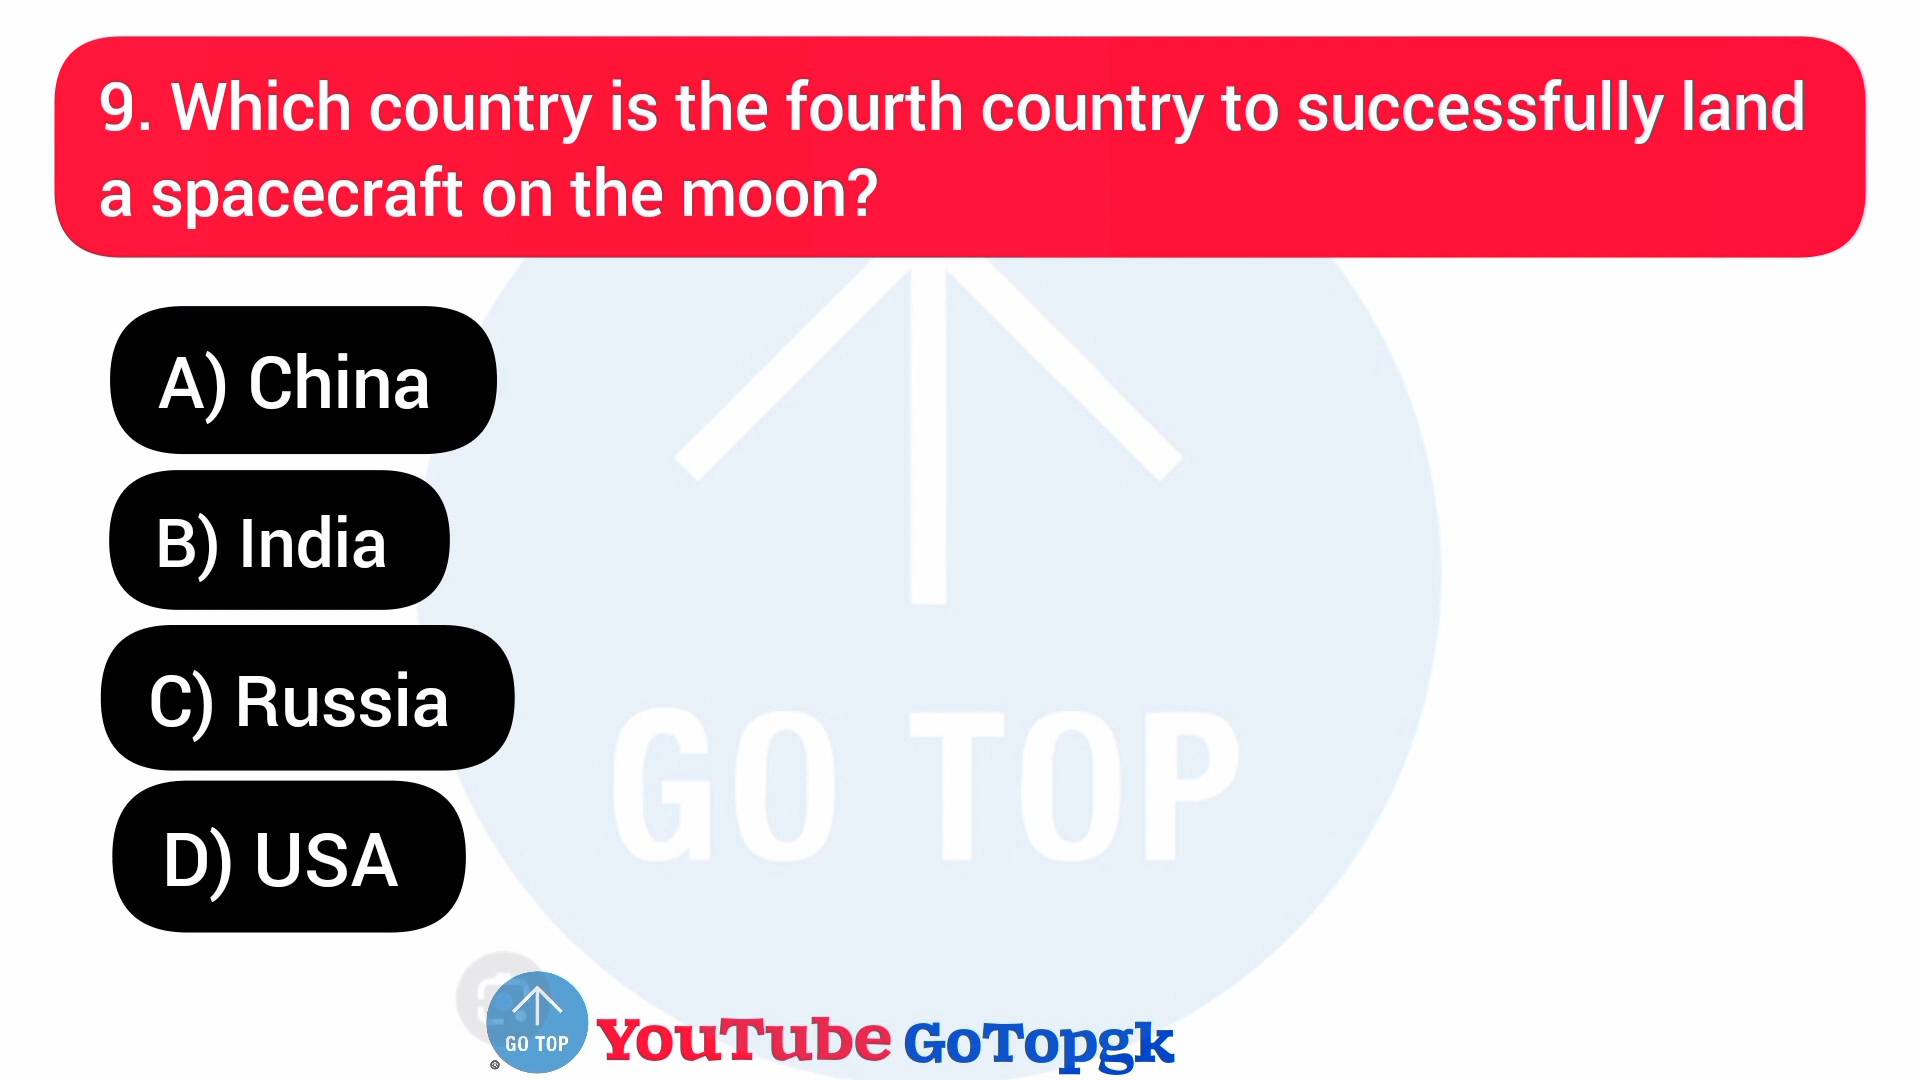 9. Which country is the fourth country to successfully land
a spacecraft on the moon?
A) China
B) India
C) Russia
D) USA
GO TOP
GO TOP
YouTube GoTopgk